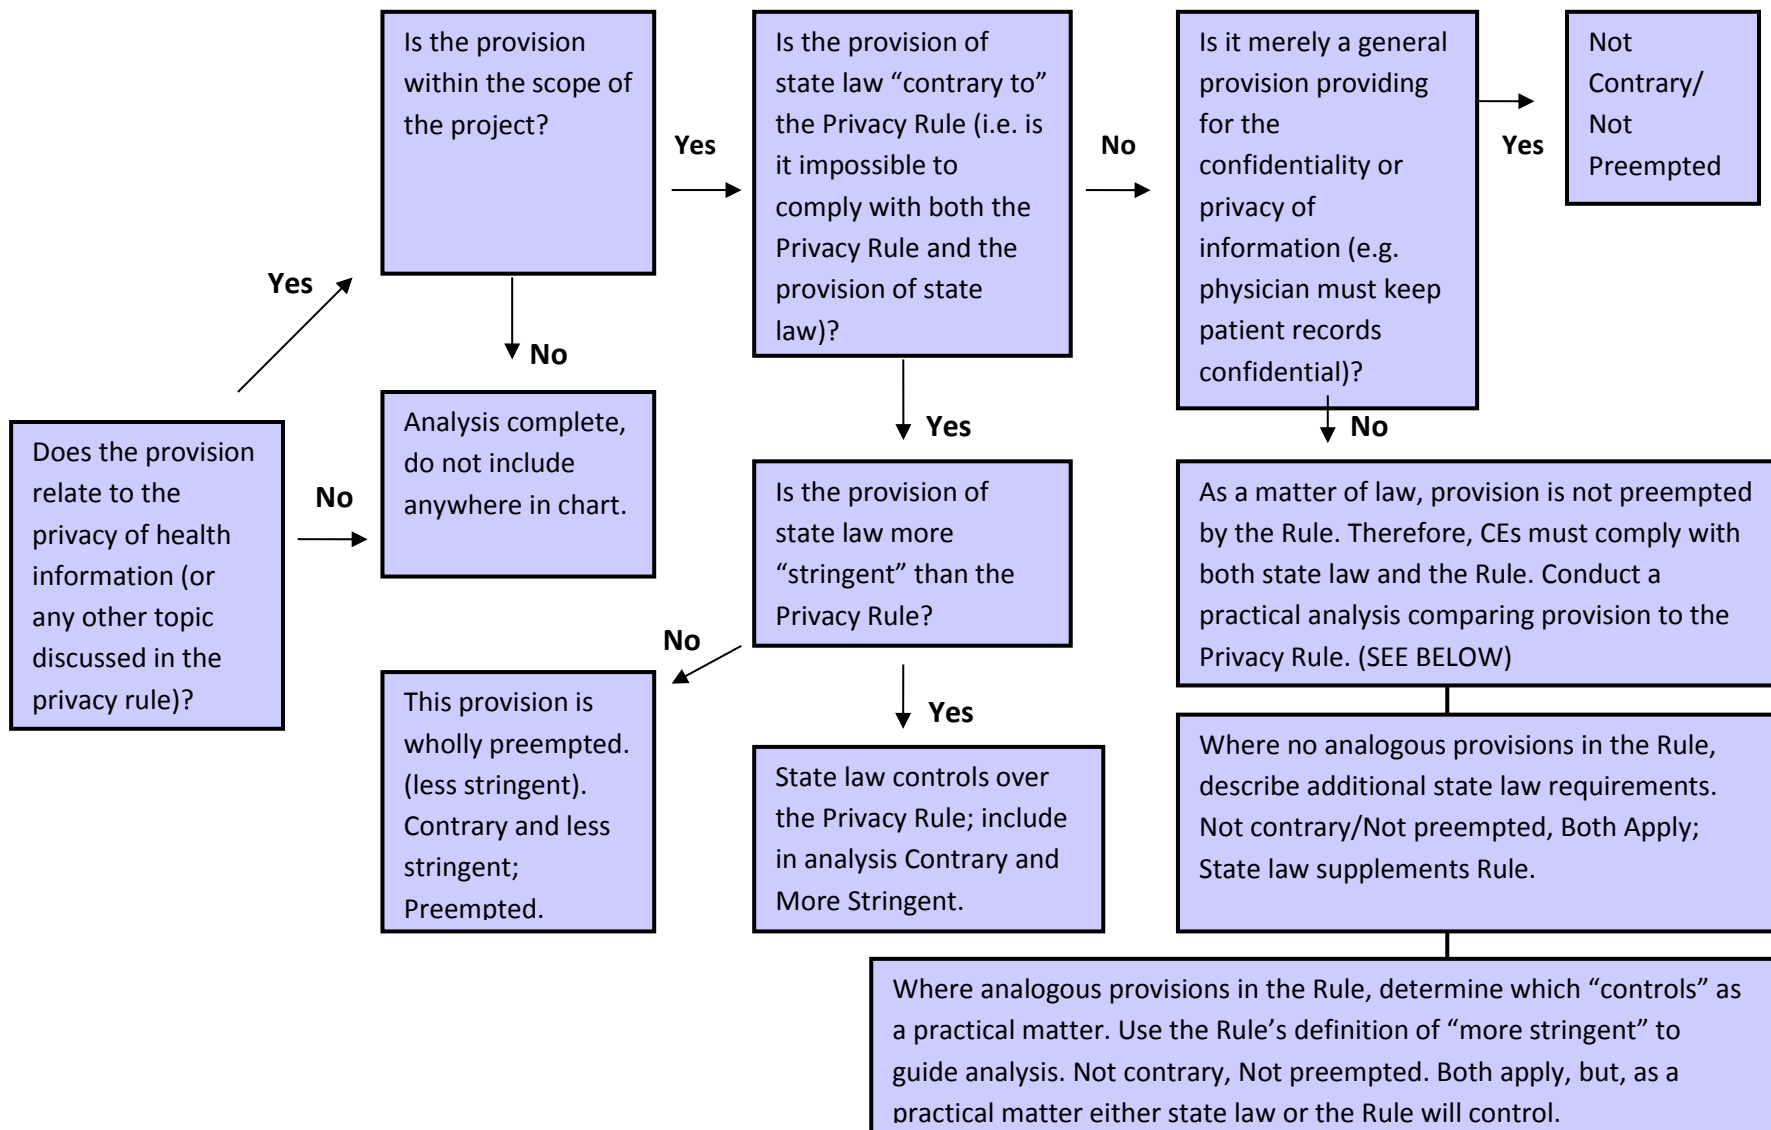 Is the provision
within the scope of
the project?
Yes
Is the provision of
state law “contrary to”
the Privacy Rule (i.e. is
it impossible to
comply with both the
Privacy Rule and the
provision of state
law)?
No
Is it merely a general
provision providing
for the
confidentiality or
privacy of
information (e.g.
physician must keep
patient records
confidential)?
Yes
Not
Contrary/
Not
Preempted
Yes
No
Does the provision
relate to the
privacy of health
information (or
any other topic
discussed in the
privacy rule)?
No
Analysis complete,
do not include
anywhere in chart.
Yes
Is the provision of
state law more
“stringent” than the
Privacy Rule?
No
This provision is
wholly preempted.
(less stringent).
Contrary and less
stringent;
Preempted.
Yes
State law controls over
the Privacy Rule; include
in analysis Contrary and
More Stringent.
No
As a matter of law, provision is not preempted
by the Rule. Therefore, CEs must comply with
both state law and the Rule. Conduct a
practical analysis comparing provision to the
Privacy Rule. (SEE BELOW)
Where no analogous provisions in the Rule,
describe additional state law requirements.
Not contrary/Not preempted, Both Apply;
State law supplements Rule.
Where analogous provisions in the Rule, determine which “controls” as
a practical matter. Use the Rule’s definition of “more stringent” to
guide analysis. Not contrary, Not preempted. Both apply, but, as a
practical matter either state law or the Rule will control.